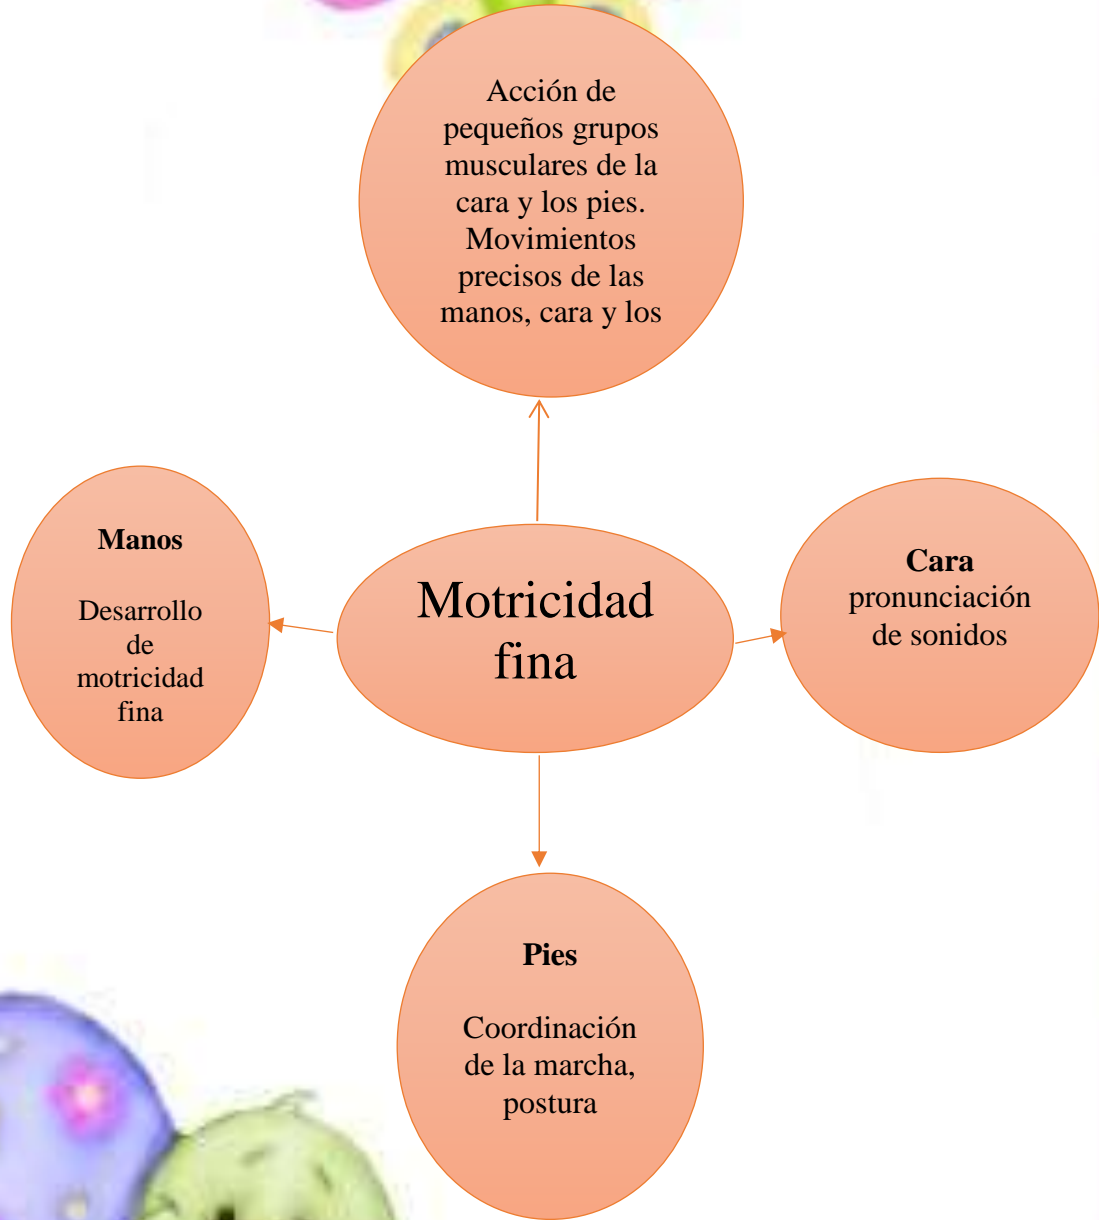 Acción de
pequeños grupos
musculares de la
cara y los pies.
Movimientos
precisos de las
manos, cara y los
Manos
Desarrollo
de
motricidad
fina
Motricidad
fina
Cara
pronunciación
de sonidos
Pies
Coordinación
de la marcha,
postura